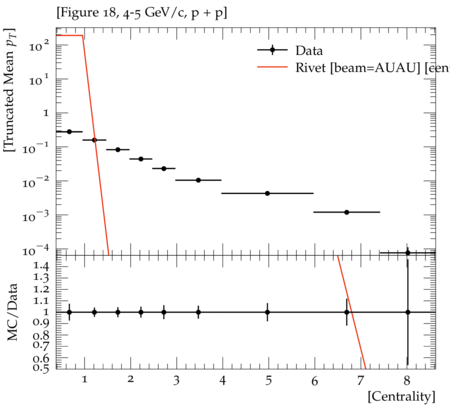 [Figure 18, 4-5 GeV/c, p + p]
[Truncated Mean pT]
10²
10¹
1
10⁻¹
10⁻²
10⁻³
10⁻⁴
Data
Rivet [beam=AUAU] [cen
MC/Data
1.4
1.3
1.2
1.1
1
0.9
0.8
0.7
0.6
0.5
1 2 3 4 5 6 7 8
[Centrality]